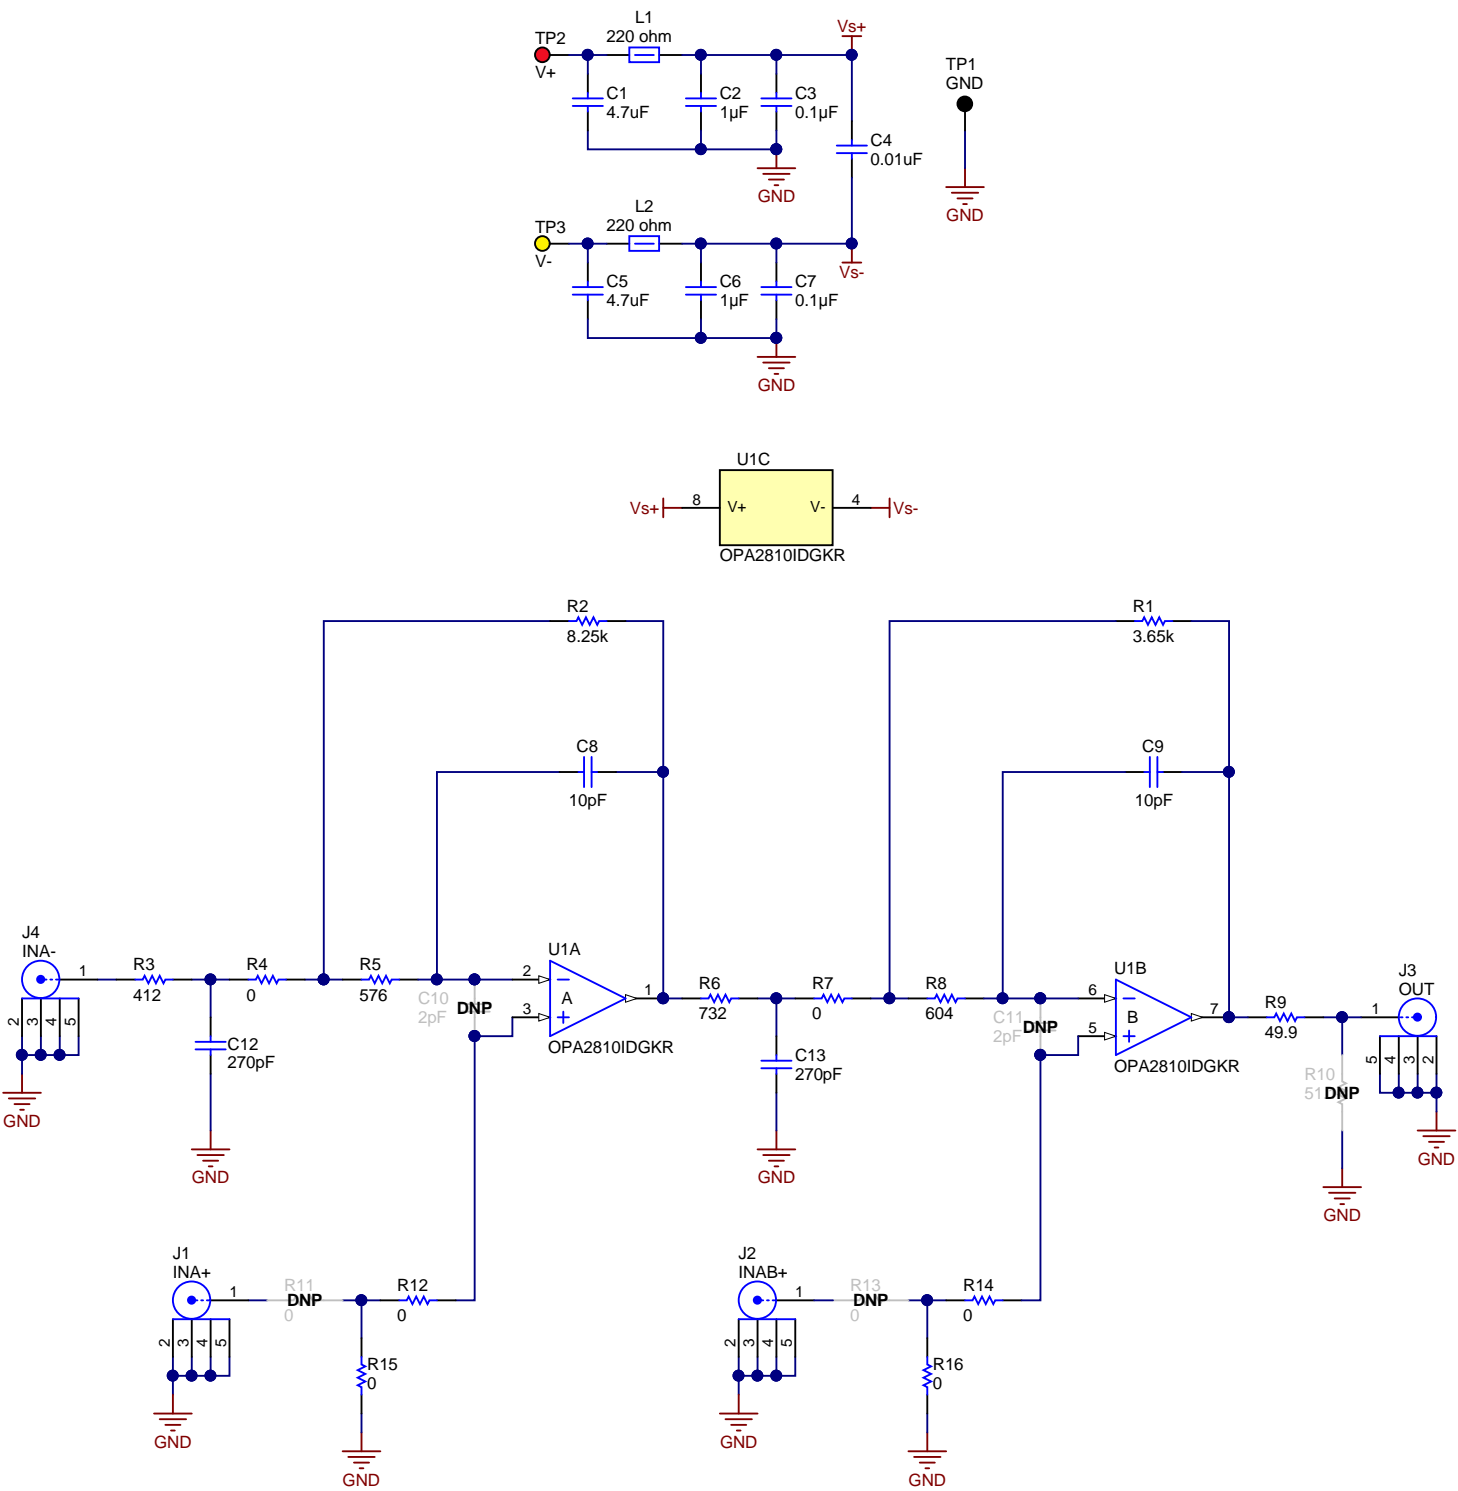 L1
220 ohm
Vs+
TP2
V+
C1
4.7uF
C2
1µF
C3
0.1µF
C4
0.01uF
GND
TP1
GND
GND
L2
220 ohm
TP3
V-
C5
4.7uF
C6
1µF
C7
0.1µF
Vs-
GND
U1C
Vs+
8
V+
V-
4
Vs-
OPA2810IDGKR
R2
8.25k
R1
3.65k
C8
10pF
C9
10pF
J4
INA-
1
2
3
4
5
GND
R3
412
R4
0
R5
576
C12
270pF
GND
C10
2pF
DNP
U1A
2
3
A
1
OPA2810IDGKR
R6
732
R7
0
R8
604
C13
270pF
GND
C11
2pF
DNP
U1B
6
5
B
7
OPA2810IDGKR
R9
49.9
R10
51
DNP
GND
J3
OUT
1
5
4
3
2
GND
J1
INA+
1
2
3
4
5
GND
R11
DNP
0
R12
0
R15
0
GND
J2
INAB+
1
2
3
4
5
GND
R13
DNP
0
R14
0
R16
0
GND